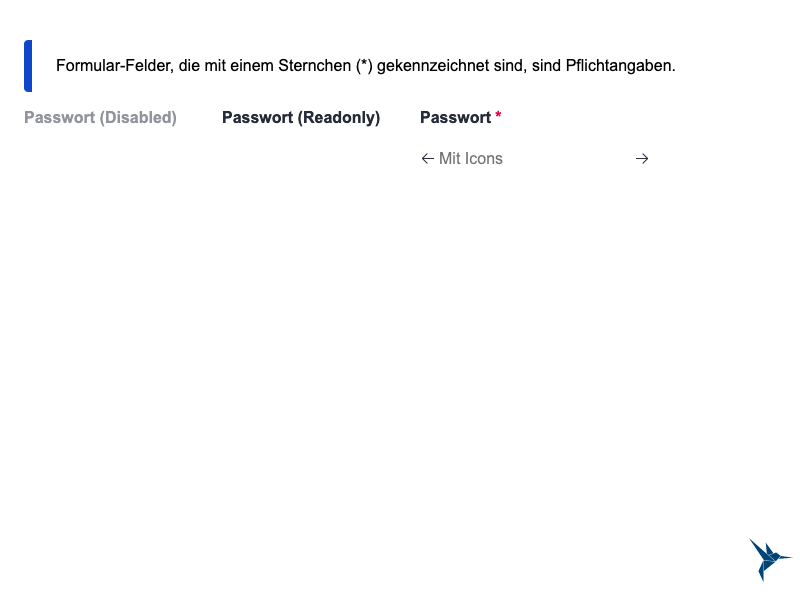 Formular-Felder, die mit einem Sternchen (*) gekennzeichnet sind, sind Pflichtangaben.
Passwort (Disabled)
Passwort (Readonly)
Passwort *
← Mit Icons →